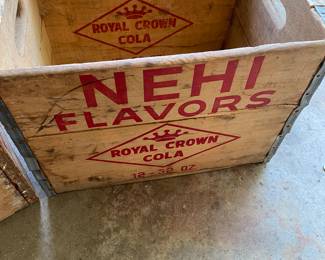 ROYAL CROWN
COLA
NEHI
FLAVORS
ROYAL CROWN
COLA
12 - 32 OZ